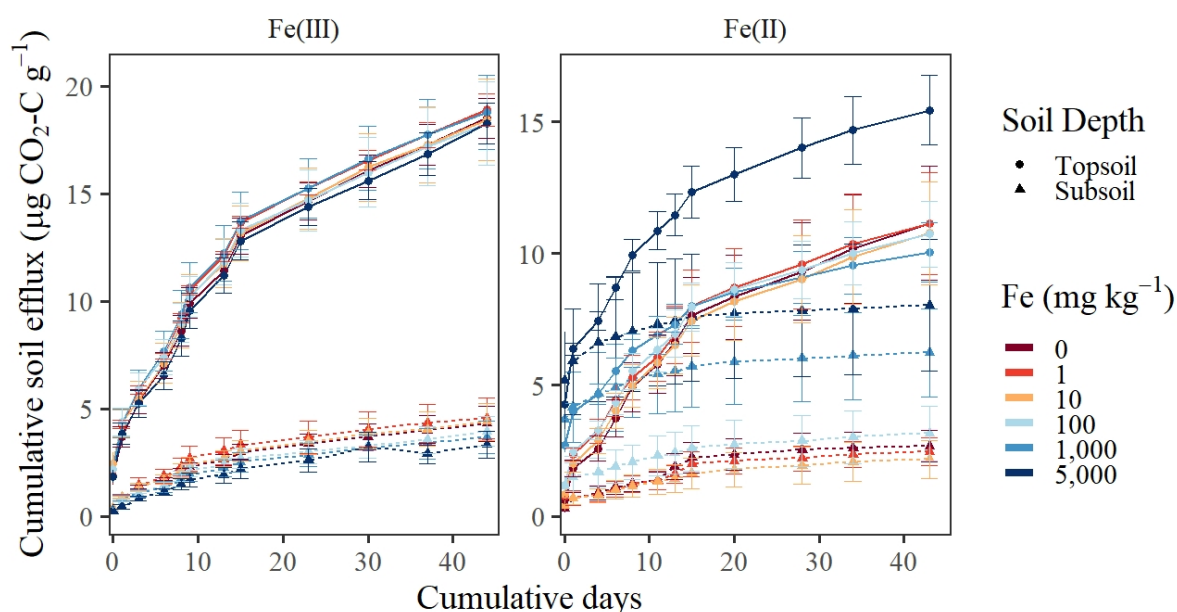 Fe(III)
Fe(II)
Cumulative soil efflux (µg CO₂-C g⁻¹)
20
15
10
5
0
15
10
5
0
0 10 20 30 40
0 10 20 30 40
Cumulative days
Soil Depth
Topsoil
Subsoil
Fe (mg kg⁻¹)
0
1
10
100
1,000
5,000